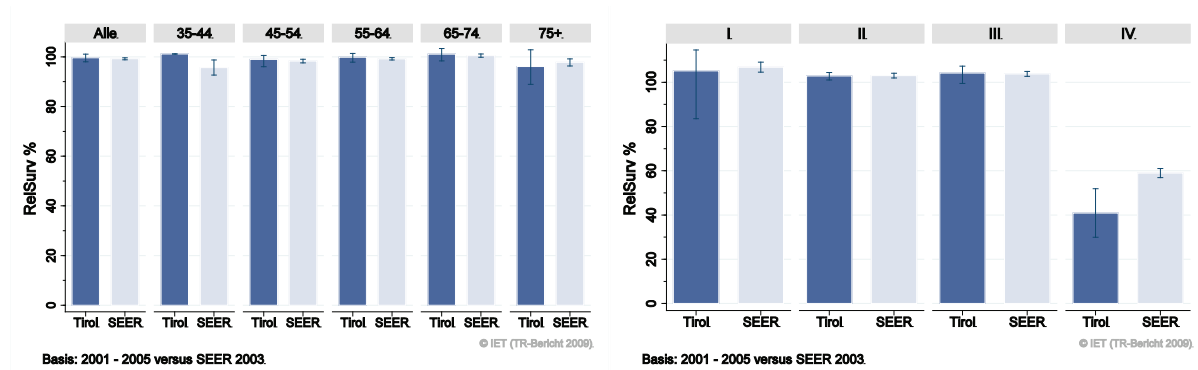 Alle. 35-44. 45-54. 55-64. 65-74. 75+.
RelSurv %
100
80
60
40
20
0
Tirol. SEER. Tirol. SEER. Tirol. SEER. Tirol. SEER. Tirol. SEER. Tirol. SEER.
© IET (TR-Bericht 2009).
Basis: 2001 - 2005 versus SEER 2003.
I. II. III. IV.
RelSurv %
100
80
60
40
20
0
Tirol. SEER. Tirol. SEER. Tirol. SEER. Tirol. SEER.
© IET (TR-Bericht 2009).
Basis: 2001 - 2005 versus SEER 2003.